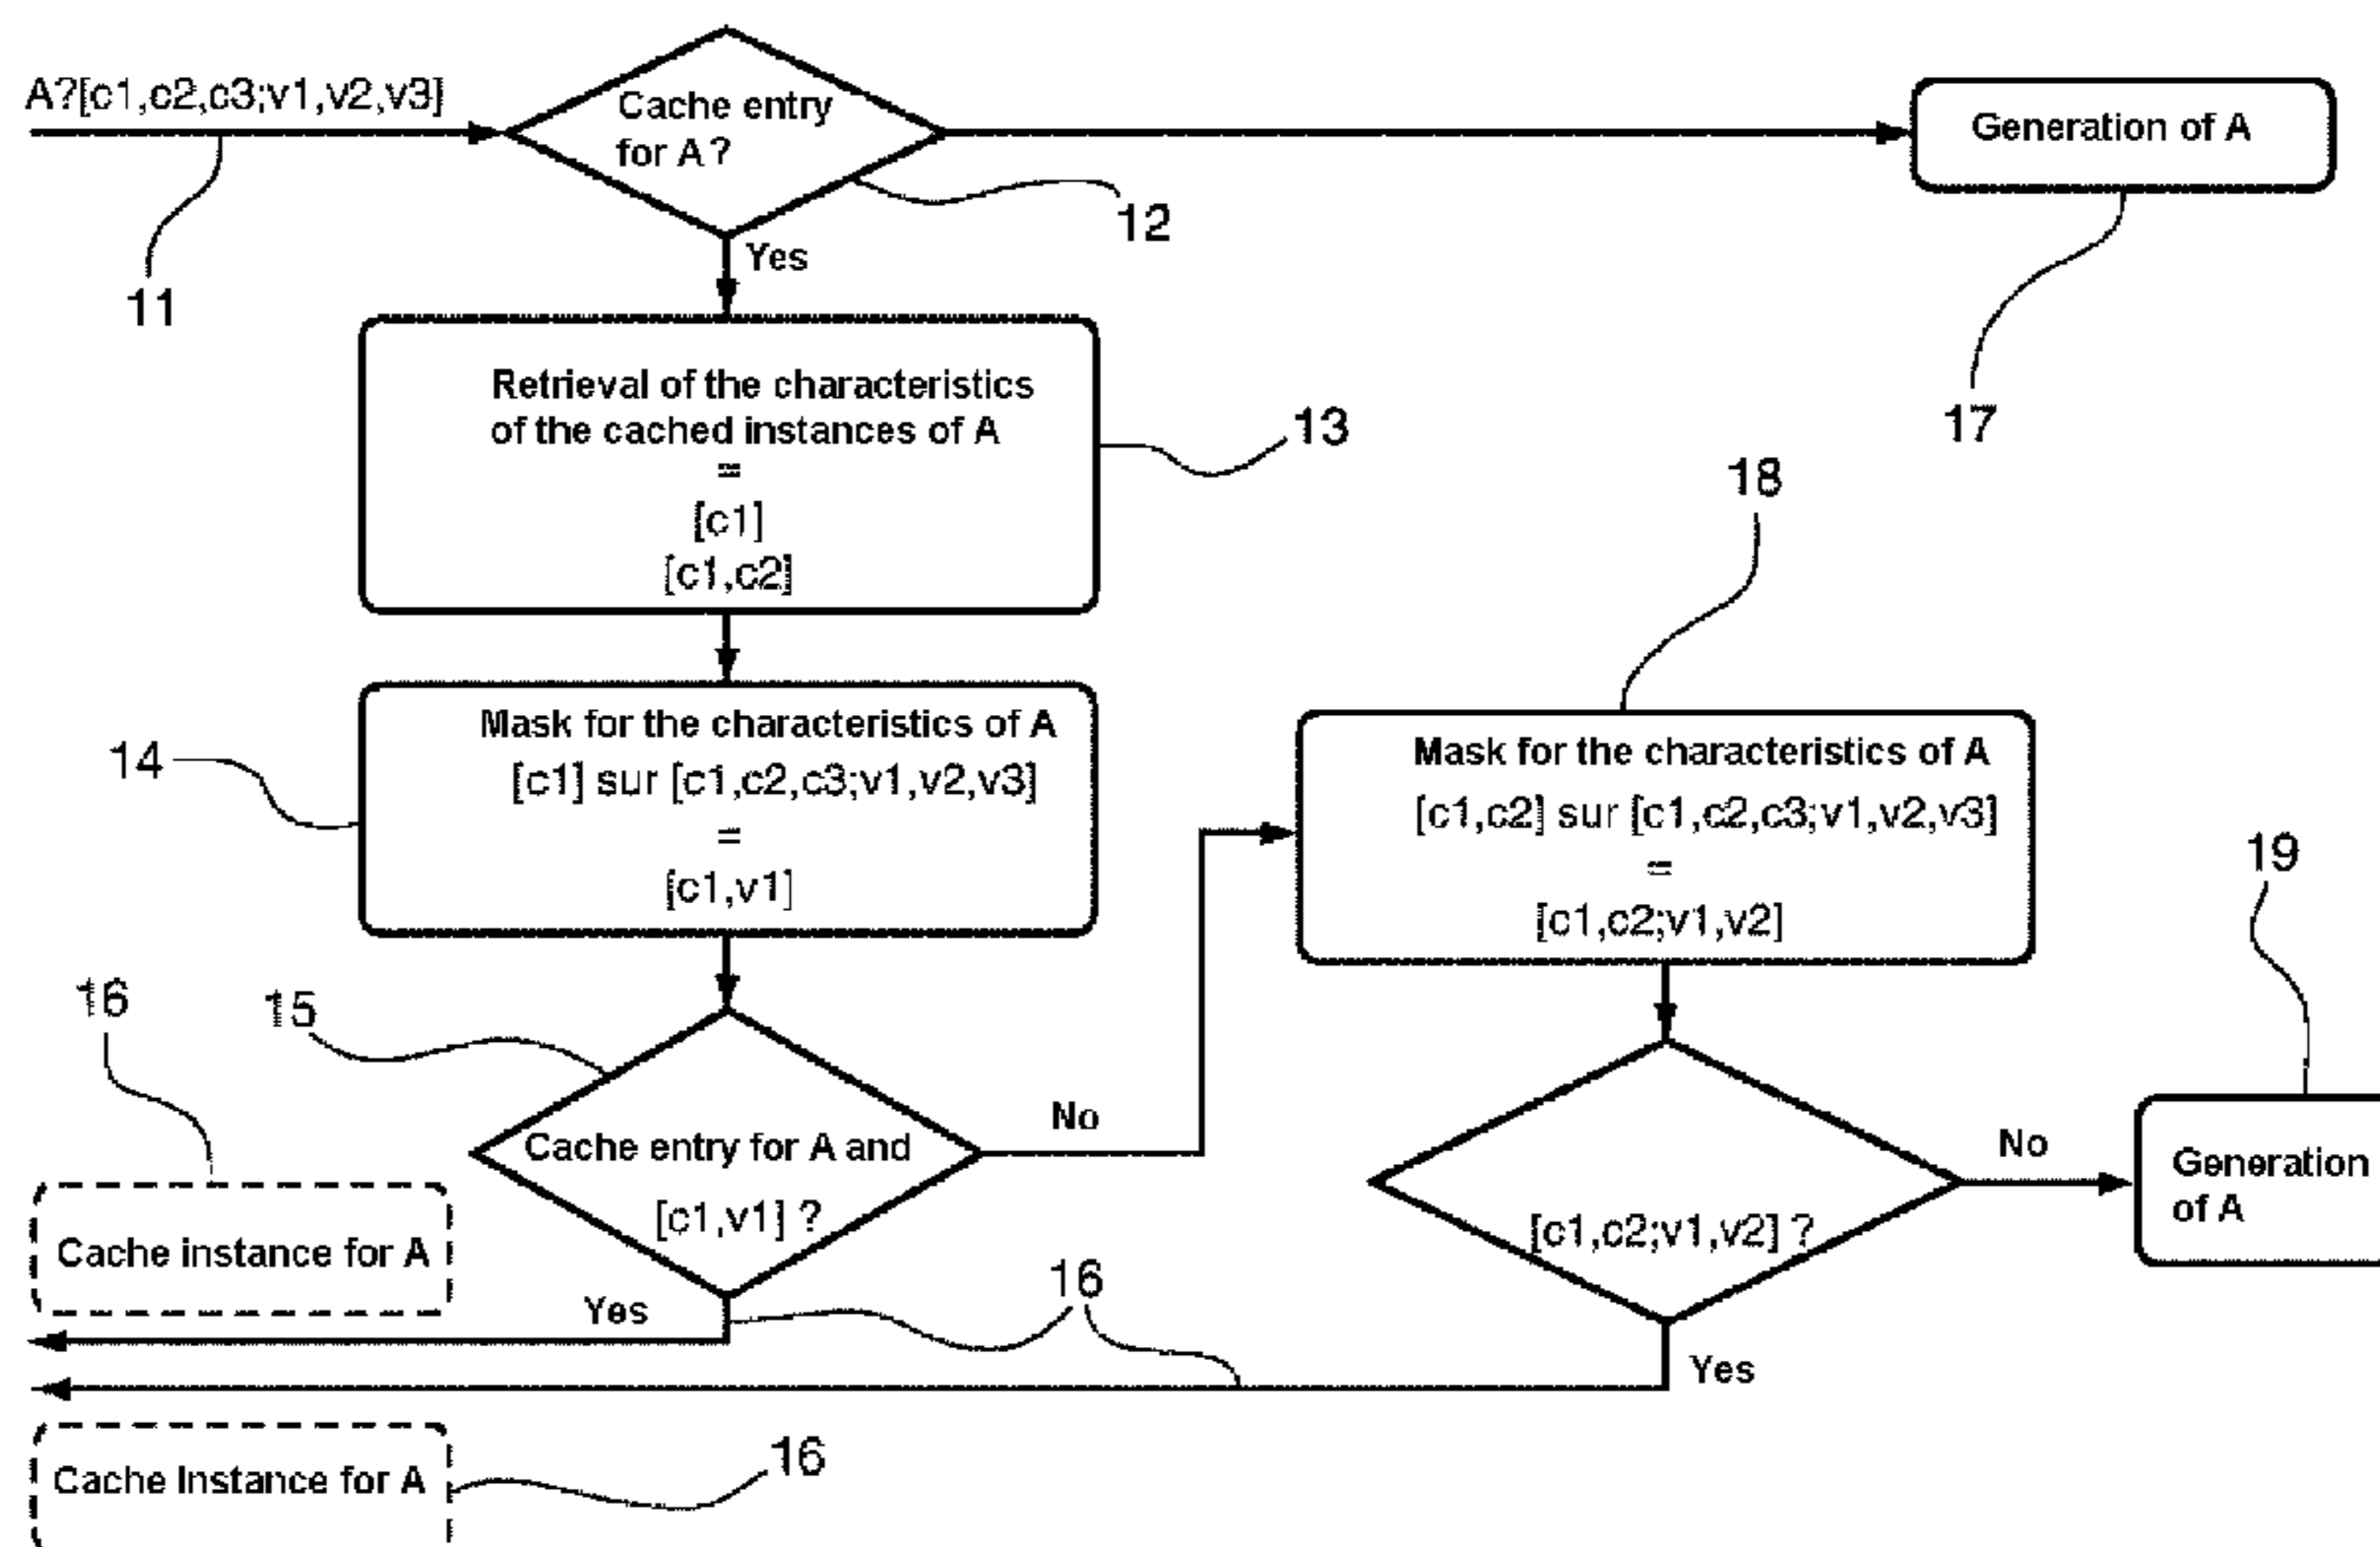 A?[c1,c2,c3;v1,v2,v3]
Cache entry
for A?
Generation of A
12
Yes
11
17
Retrieval of the characteristics
of the cached instances of A
=
[c1]
[c1,c2]
13
18
Mask for the characteristics of A
[c1] sur [c1,c2,c3;v1,v2,v3]
=
[c1,v1]
14
Mask for the characteristics of A
[c1,c2] sur [c1,c2,c3;v1,v2,v3]
=
[c1,c2;v1,v2]
19
16
15
Cache entry for A and
[c1,v1] ?
No
[c1,c2;v1,v2] ?
No
Generation
of A
Cache instance for A
Yes
16
Yes
Cache Instance for A
16